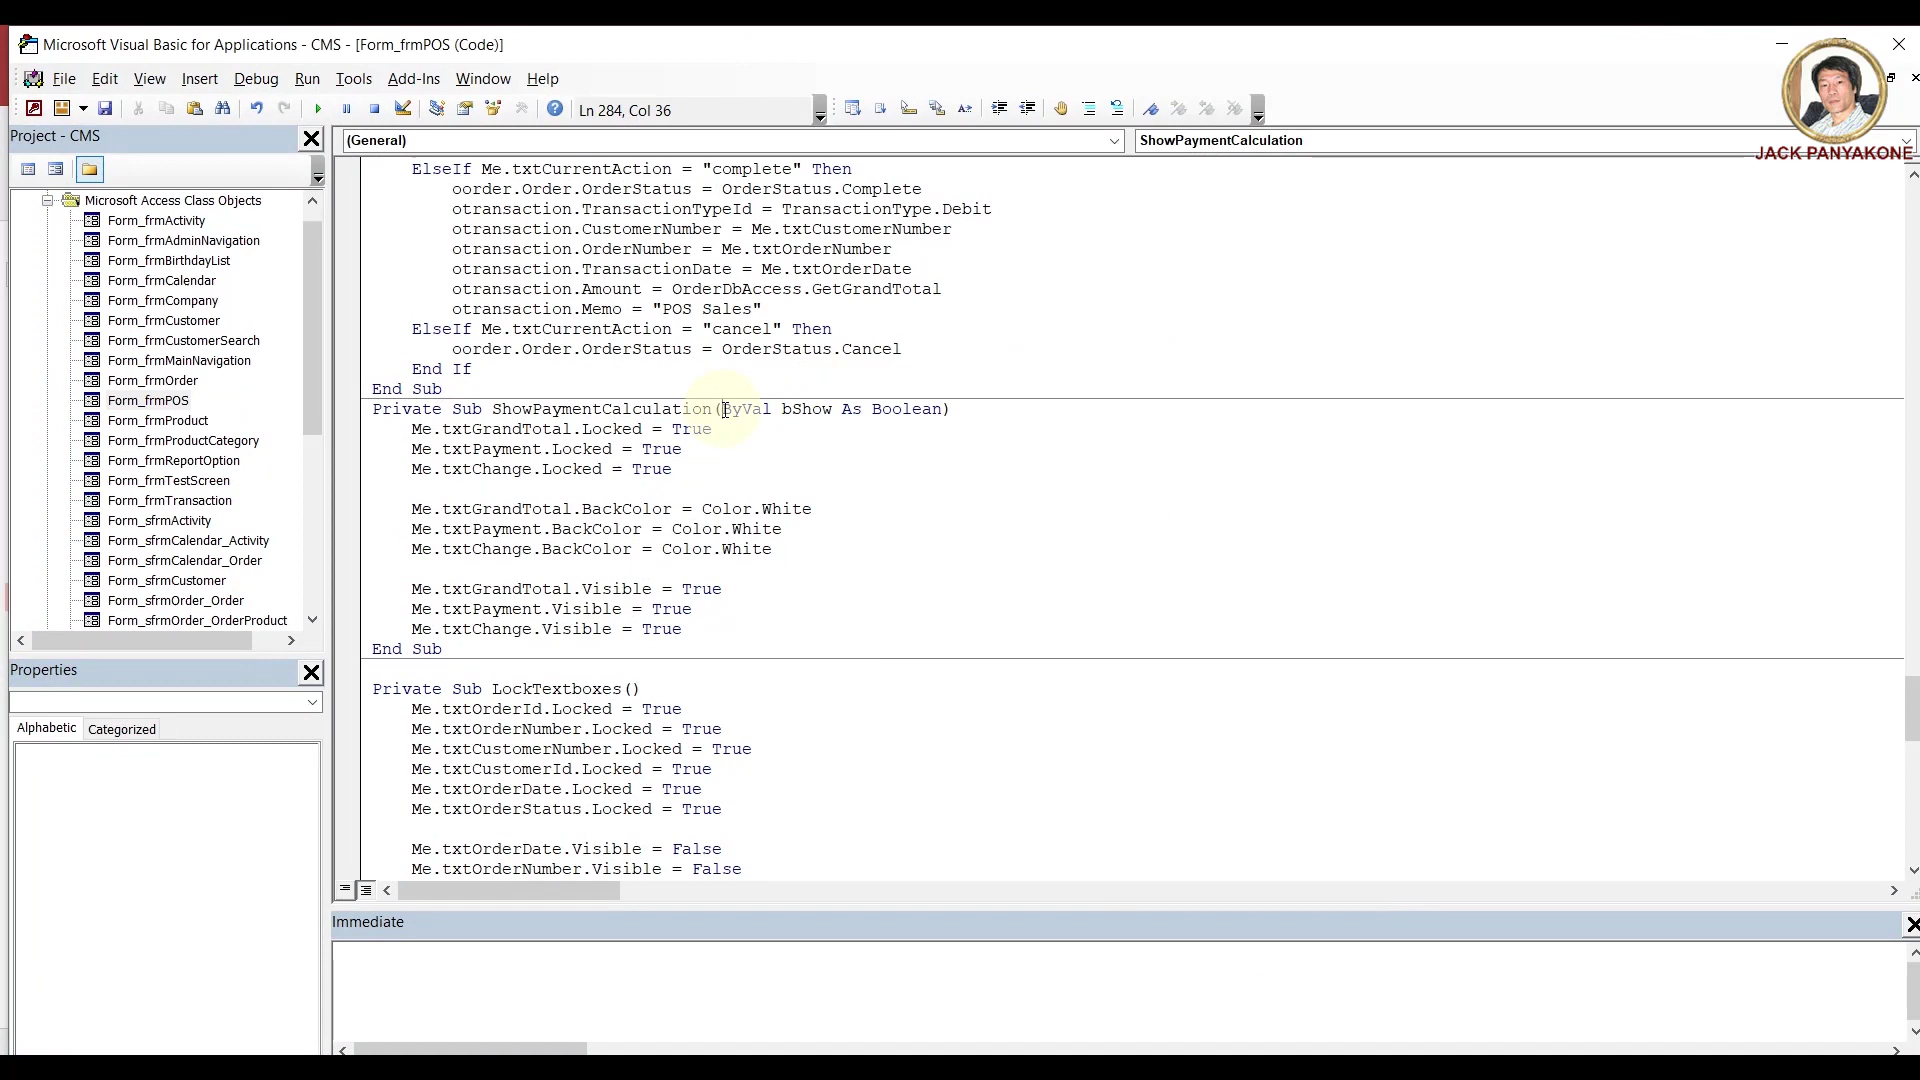 Microsoft Visual Basic for Applications - CMS - [Form_frmPOS (Code)]
File Edit View Insert Debug Run Tools Add-Ins Window Help
Ln 284, Col 36
JACK PANYAKONE
Project - CMS
(General)
ShowPaymentCalculation
Microsoft Access Class Objects
Form_frmActivity
Form_frmAdminNavigation
Form_frmBirthdayList
Form_frmCalendar
Form_frmCompany
Form_frmCustomer
Form_frmCustomerSearch
Form_frmMainNavigation
Form_frmOrder
Form_frmPOS
Form_frmProduct
Form_frmProductCategory
Form_frmReportOption
Form_frmTestScreen
Form_frmTransaction
Form_sfrmActivity
Form_sfrmCalendar_Activity
Form_sfrmCalendar_Order
Form_sfrmCustomer
Form_sfrmOrder_Order
Form_sfrmOrder_OrderProduct
Properties
Alphabetic Categorized
ElseIf Me.txtCurrentAction = "complete" Then
oorder.Order.OrderStatus = OrderStatus.Complete
otransaction.TransactionTypeId = TransactionType.Debit
otransaction.CustomerNumber = Me.txtCustomerNumber
otransaction.OrderNumber = Me.txtOrderNumber
otransaction.TransactionDate = Me.txtOrderDate
otransaction.Amount = OrderDbAccess.GetGrandTotal
otransaction.Memo = "POS Sales"
ElseIf Me.txtCurrentAction = "cancel" Then
oorder.Order.OrderStatus = OrderStatus.Cancel
End If
End Sub
Private Sub ShowPaymentCalculation(ByVal bShow As Boolean)
Me.txtGrandTotal.Locked = True
Me.txtPayment.Locked = True
Me.txtChange.Locked = True
Me.txtGrandTotal.BackColor = Color.White
Me.txtPayment.BackColor = Color.White
Me.txtChange.BackColor = Color.White
Me.txtGrandTotal.Visible = True
Me.txtPayment.Visible = True
Me.txtChange.Visible = True
End Sub
Private Sub LockTextboxes()
Me.txtOrderId.Locked = True
Me.txtOrderNumber.Locked = True
Me.txtCustomerNumber.Locked = True
Me.txtCustomerId.Locked = True
Me.txtOrderDate.Locked = True
Me.txtOrderStatus.Locked = True
Me.txtOrderDate.Visible = False
Me.txtOrderNumber.Visible = False
Immediate